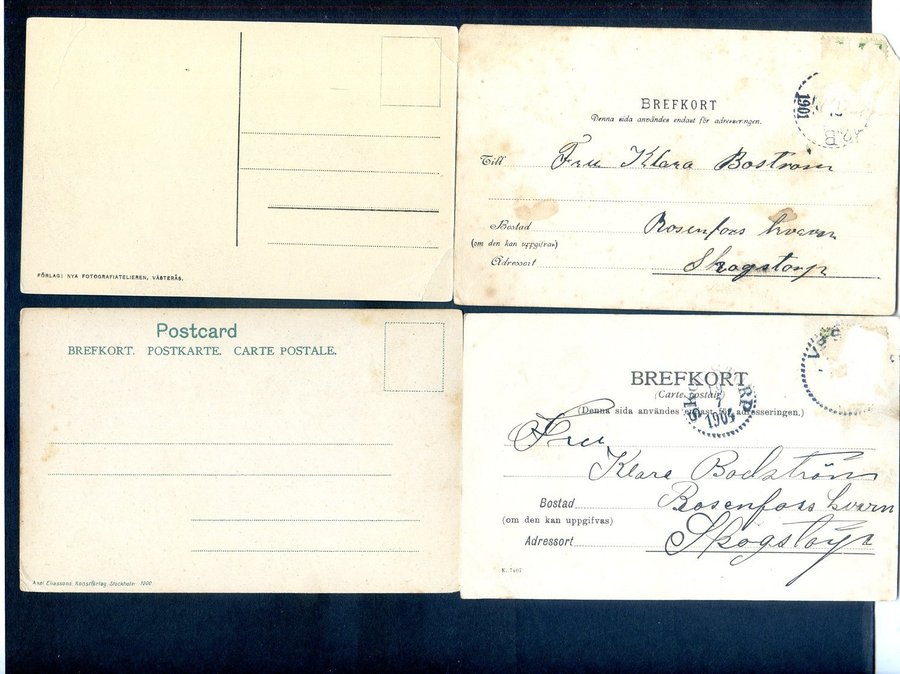 FÖRLAG: NYA FOTOGRAFIATELIEREN, VÄSTERÅS.
BREFKORT
Denna sida användes endast för adresseringen.
1901
Till Fru Klara Bostrom
Bostad Rosenfors kvarn
(om den kan uppgifvas)
Adressort Skogstorp
Postcard
BREFKORT. POSTKARTE. CARTE POSTALE.
Axel Eliassons Konstförlag, Stockholm 1900
BREFKORT
(Carte postale)
(Denna sida användes endast för adresseringen.)
Fru
Klara Bodström
Bostad Rosenfors kvarn
(om den kan uppgifvas)
Adressort Skogstorp
K. 7407